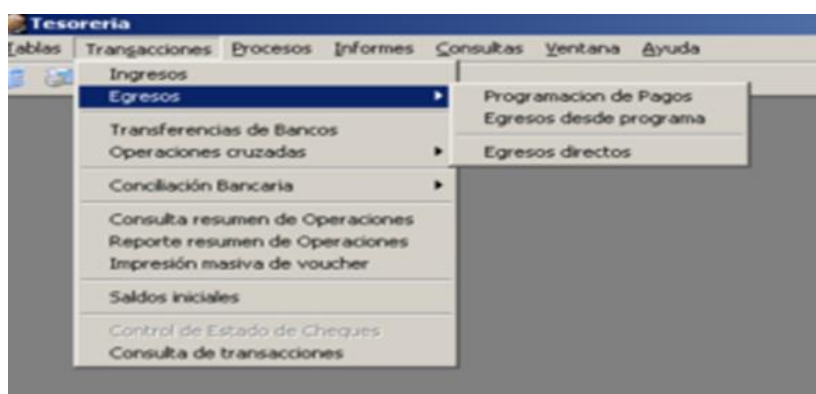 Tesoreria
Tablas Transacciones Procesos Informes Consultas Ventana Ayuda
Ingresos
Egresos
Programacion de Pagos
Egresos desde programa
Egresos directos
Transferencias de Bancos
Operaciones cruzadas
Conciliación Bancaria
Consulta resumen de Operaciones
Reporte resumen de Operaciones
Impresión masiva de voucher
Saldos iniciales
Control de Estado de Cheques
Consulta de transacciones